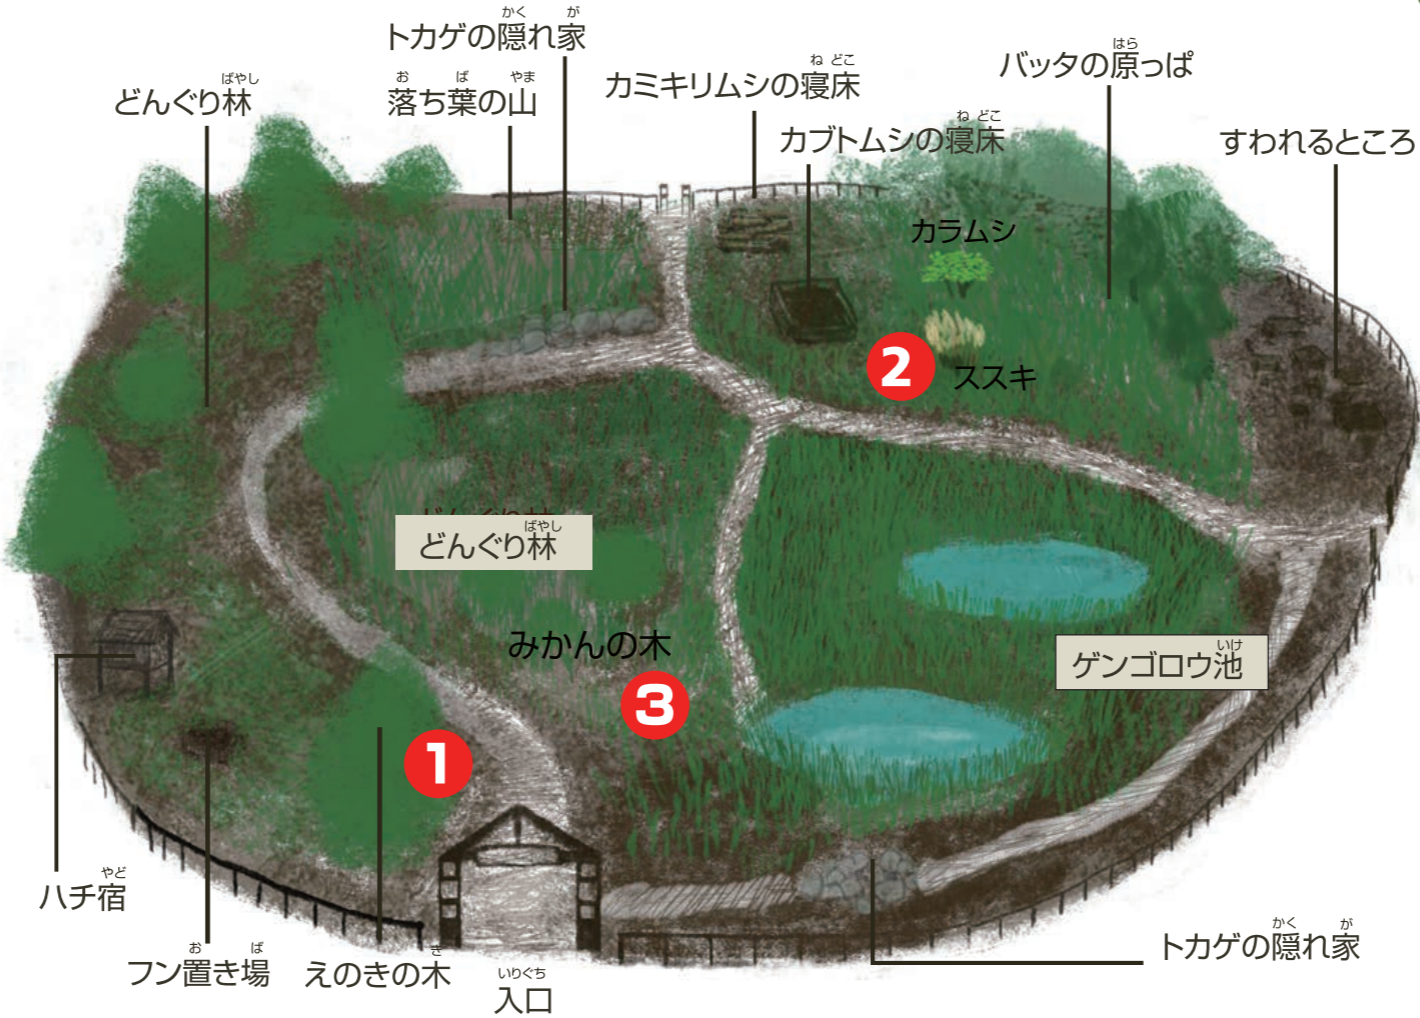 トカゲの隠れ家
落ち葉の山
どんぐり林
カミキリムシの寝床
カブトムシの寝床
バッタの原っぱ
すわれるところ
カラムシ
2
ススキ
どんぐり林
みかんの木
3
ゲンゴロウ池
1
ハチ宿
フン置き場
えのきの木
入口
トカゲの隠れ家